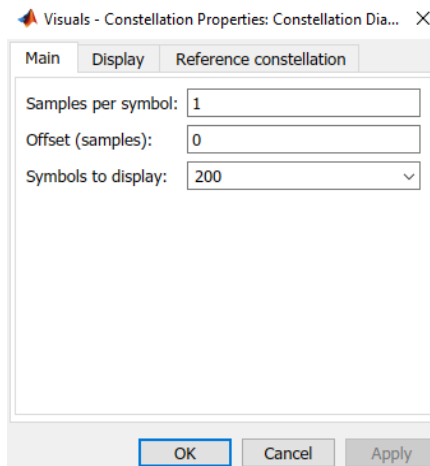 Visuals - Constellation Properties: Constellation Dia...
Main Display Reference constellation
Samples per symbol: 1
Offset (samples): 0
Symbols to display: 200
OK Cancel Apply